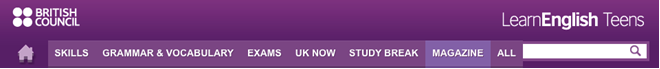 BRITISH
COUNCIL
LearnEnglish Teens
SKILLS GRAMMAR & VOCABULARY EXAMS UK NOW STUDY BREAK MAGAZINE ALL